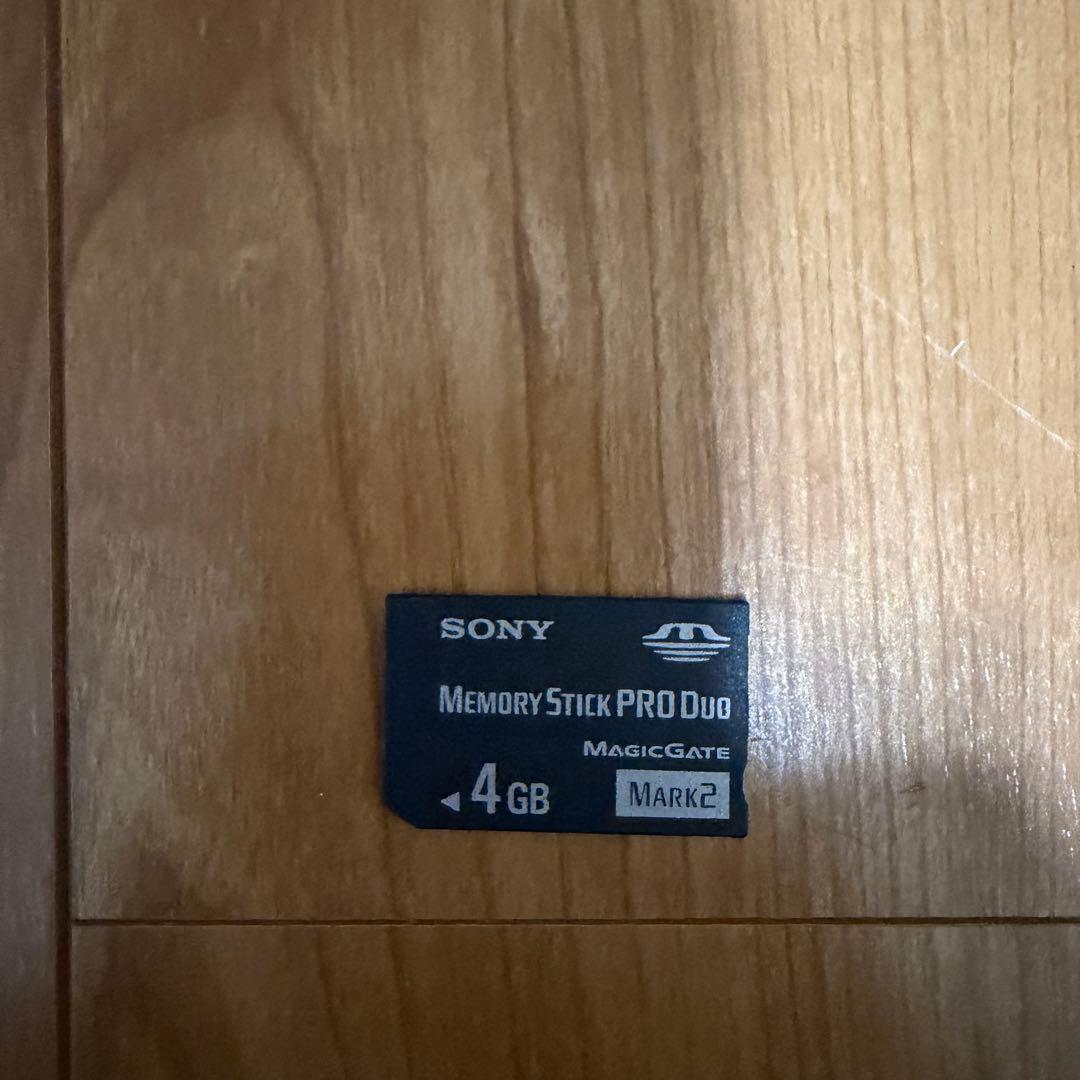 SONY
MEMORY STICK PRO DUO
MAGICGATE
4GB
MARK2